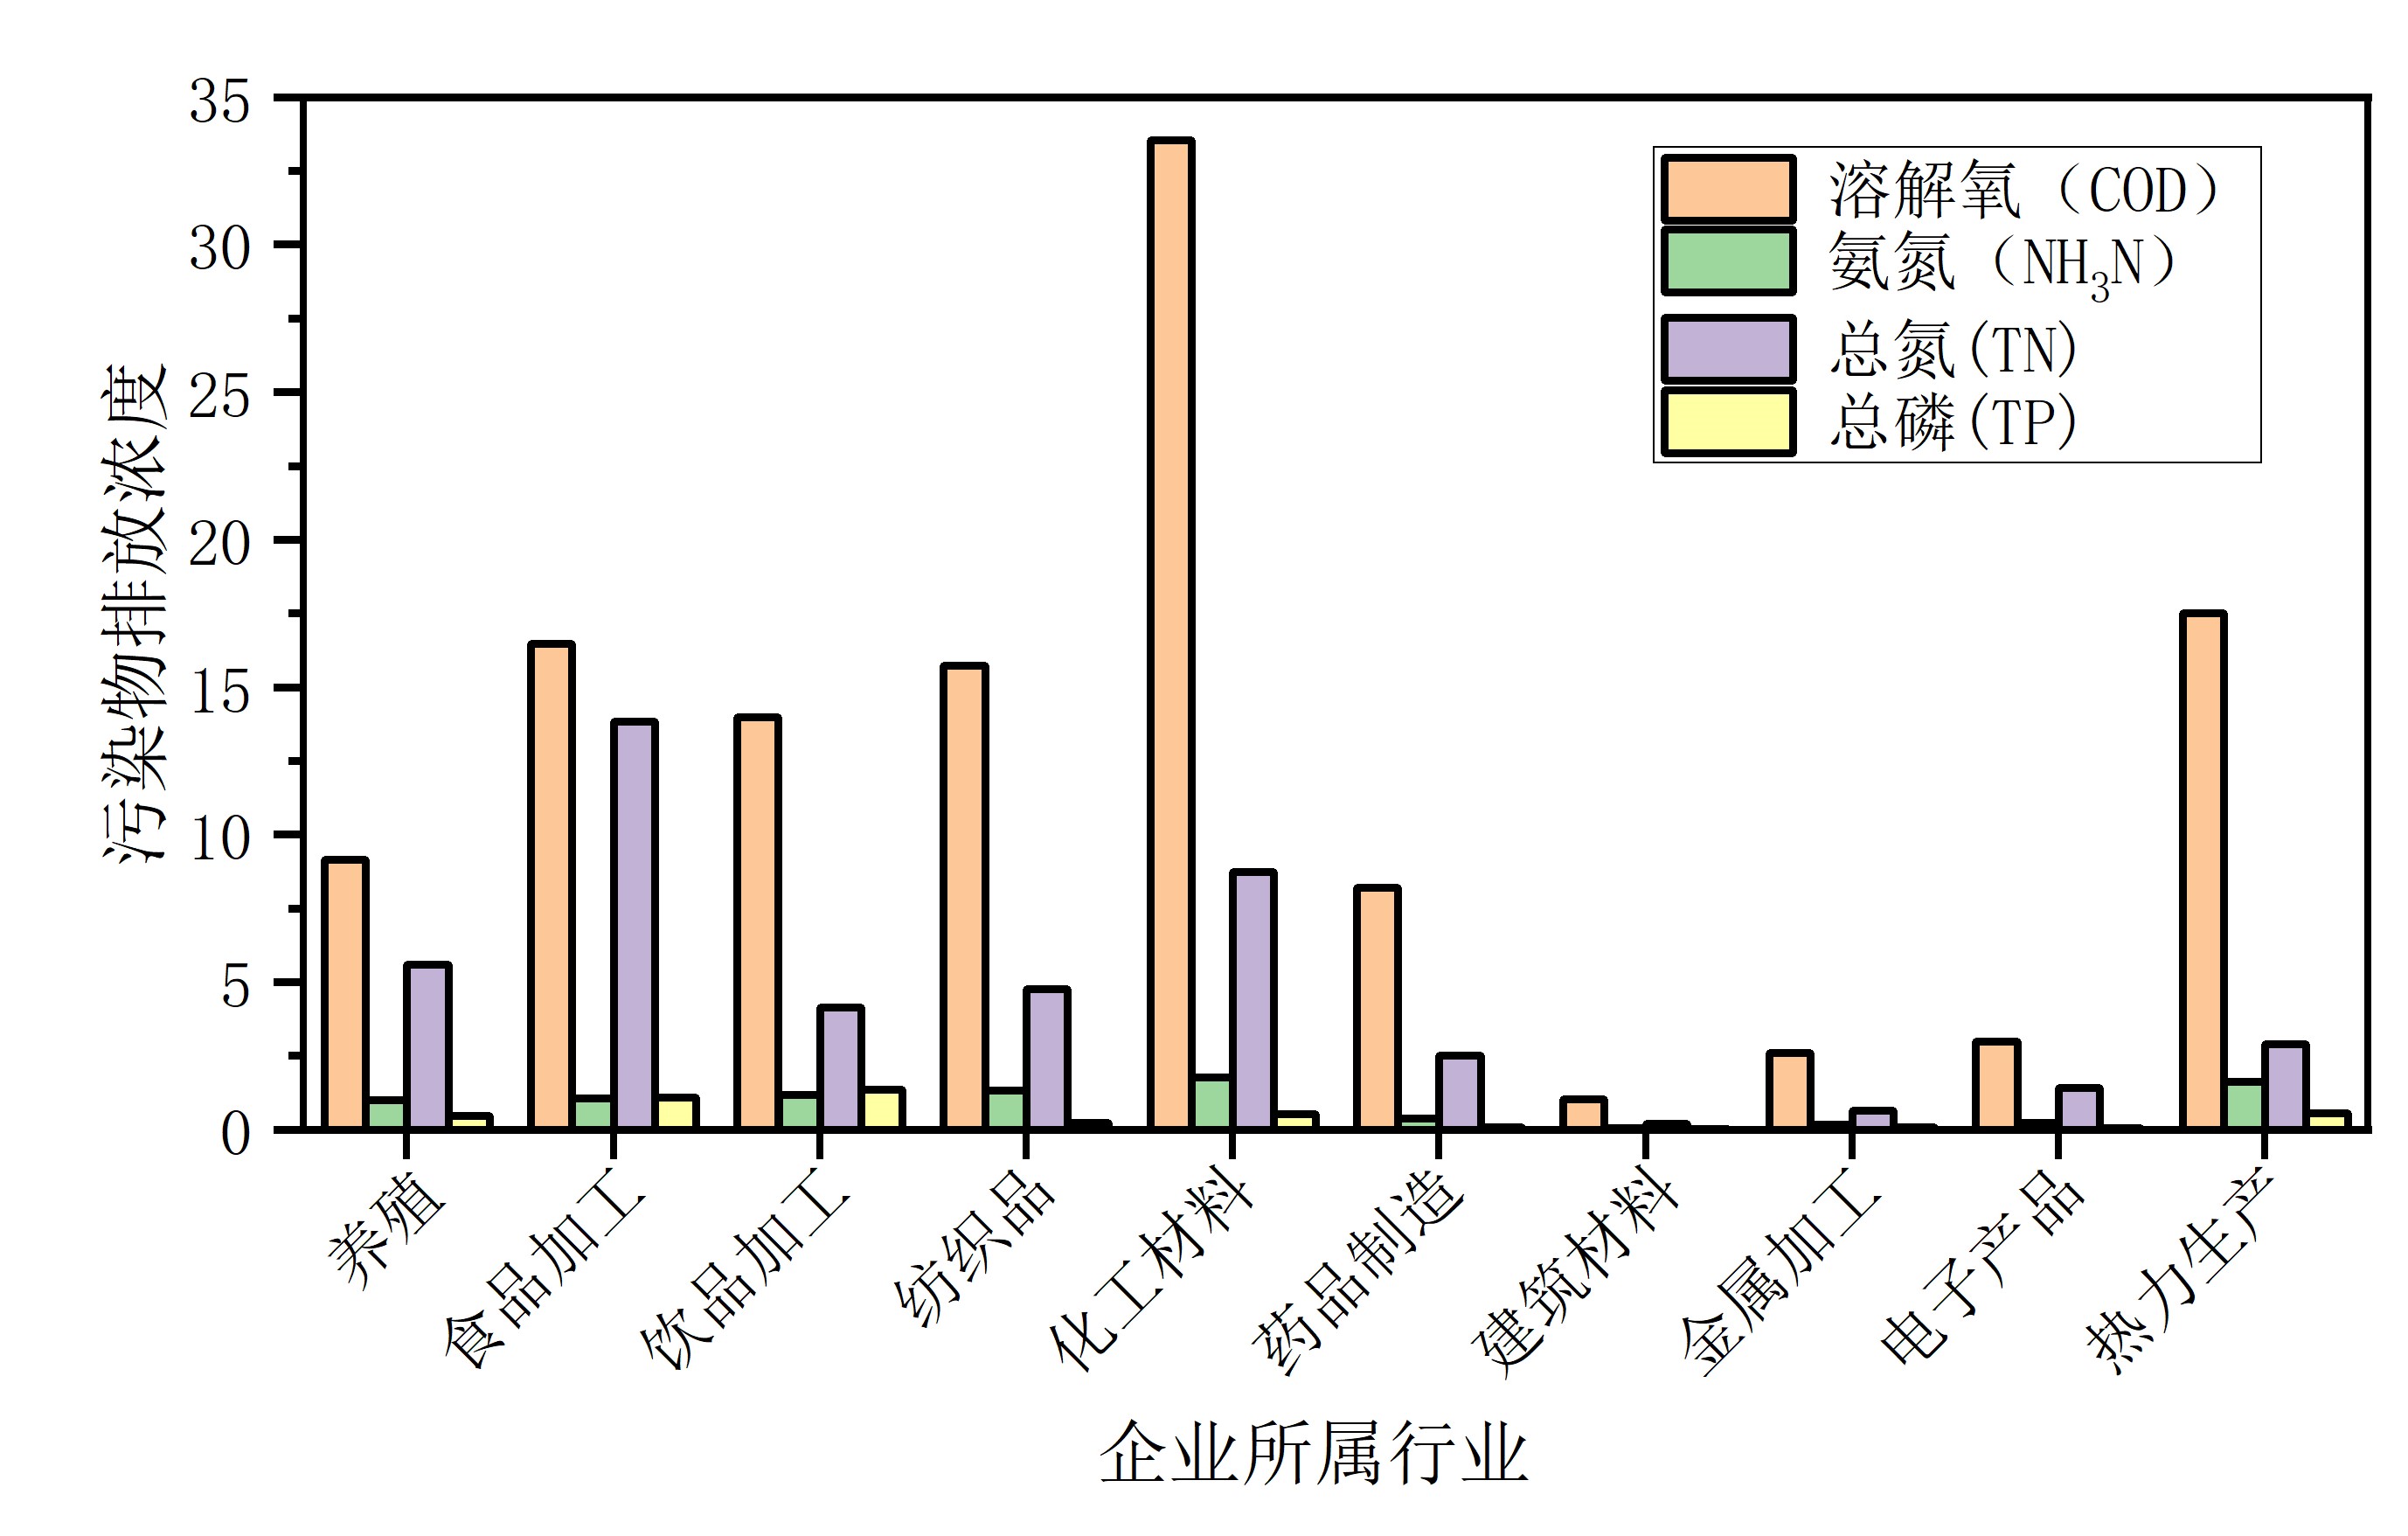 35
30
25
20
15
10
5
0
污染物排放浓度
溶解氧（COD）
氨氮（NH₃N）
总氮(TN)
总磷(TP)
养殖
食品加工
饮品加工
纺织品
化工材料
药品制造
建筑材料
金属加工
电子产品
热力生产
企业所属行业